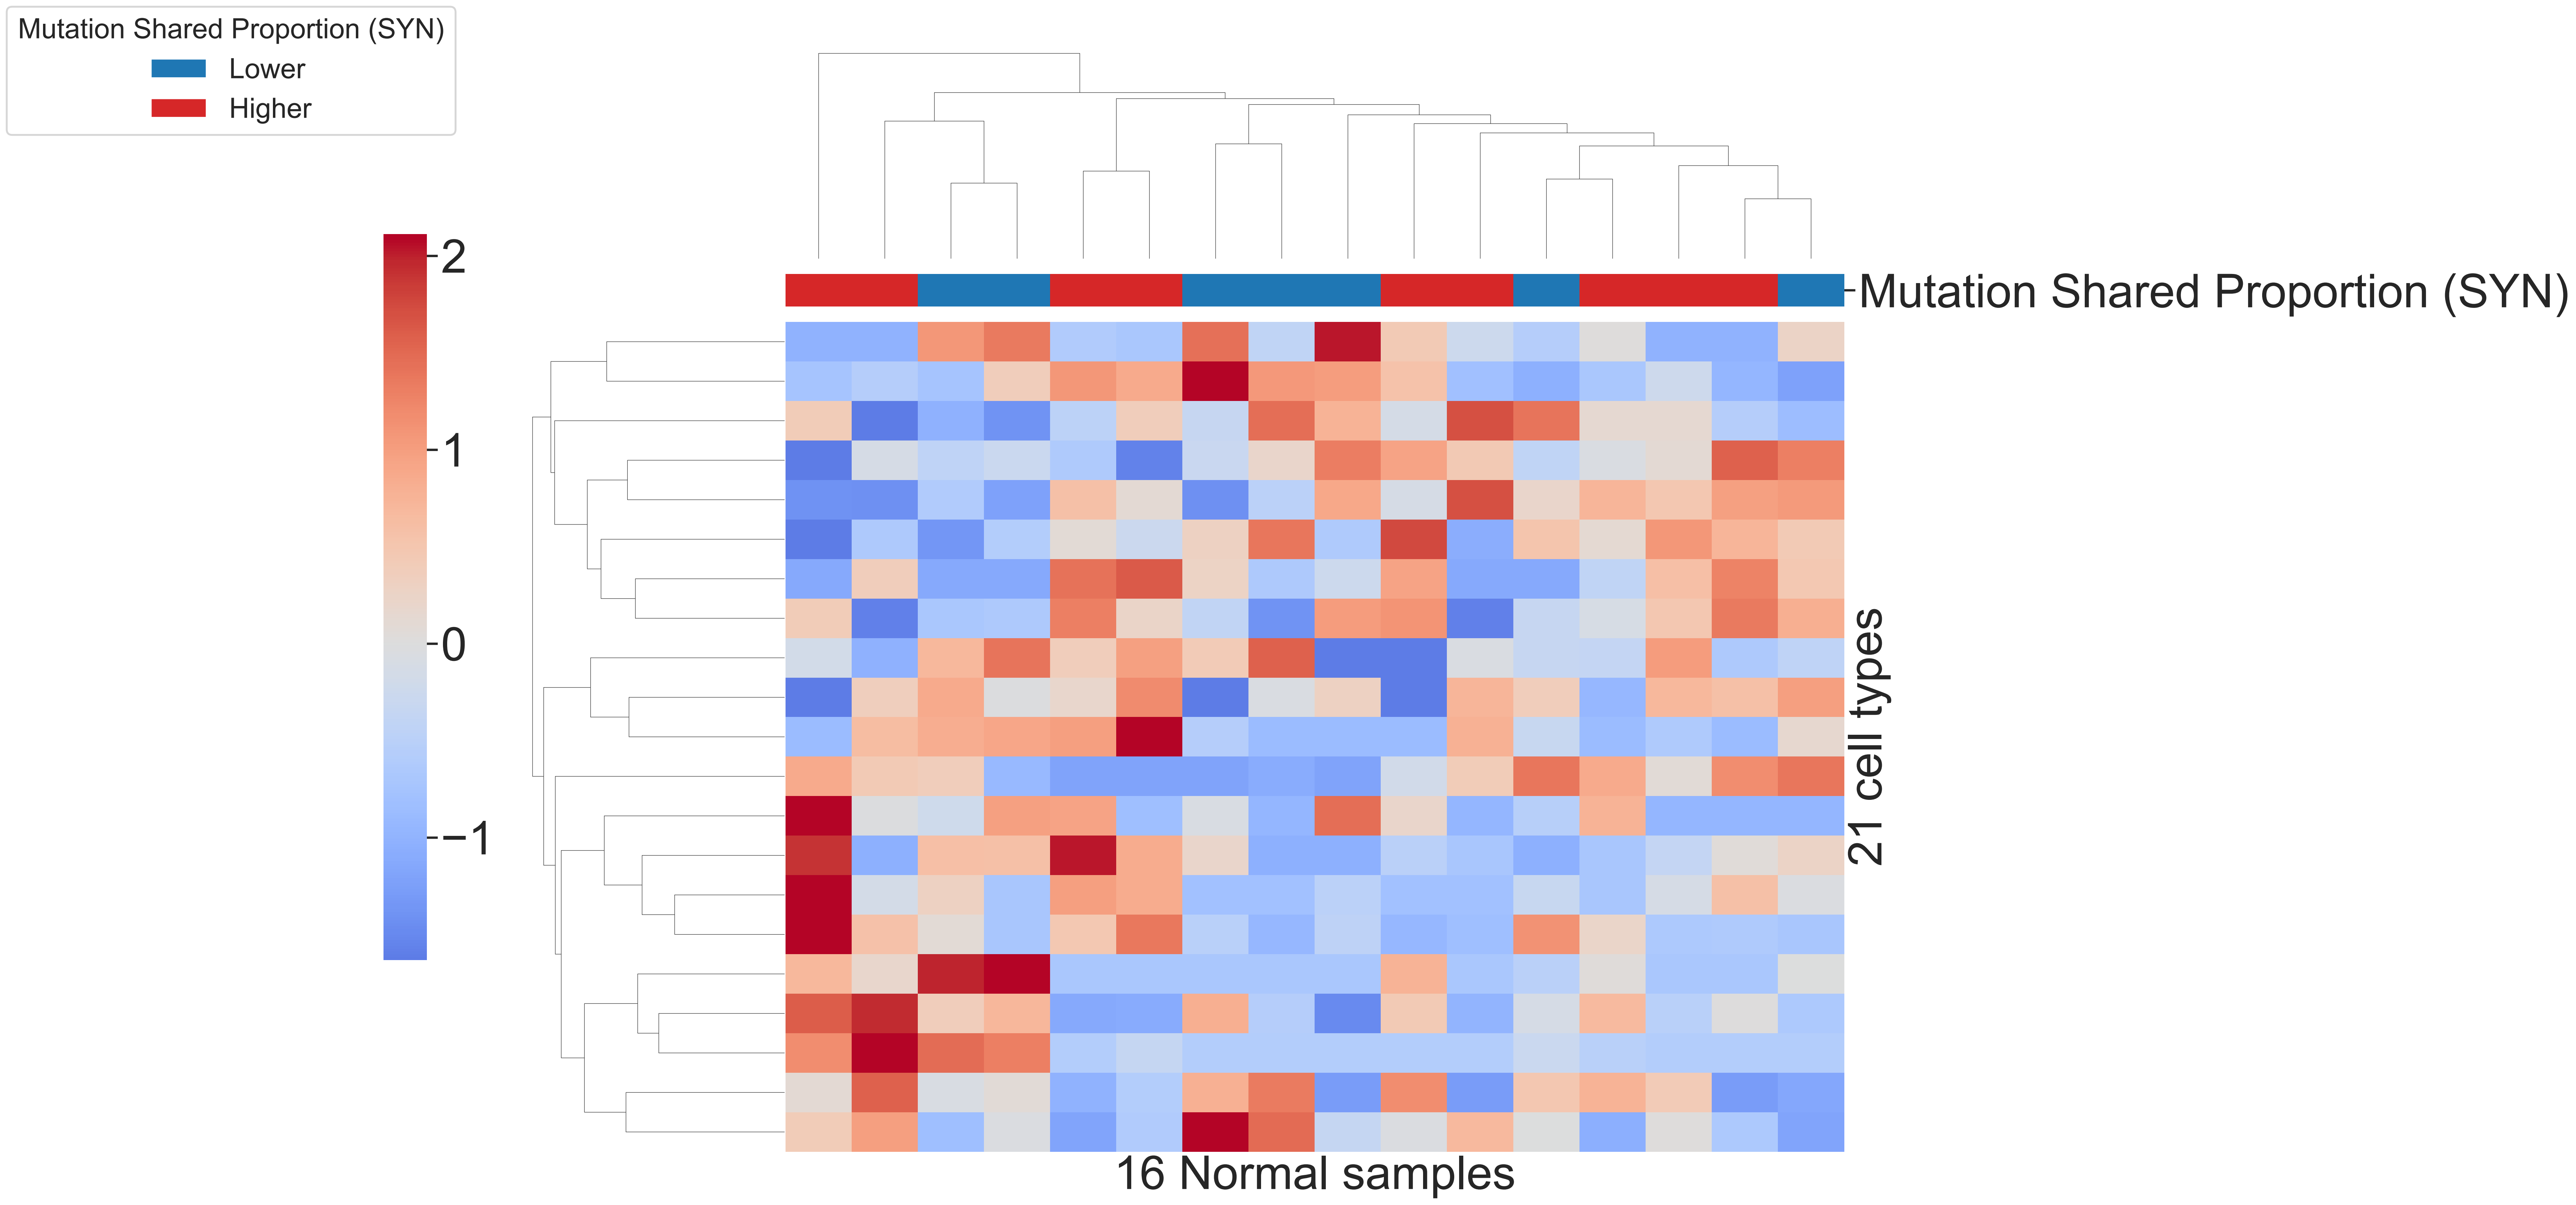 Mutation Shared Proportion (SYN)
Lower
Higher
2
1
0
−1
Mutation Shared Proportion (SYN)
21 cell types
16 Normal samples